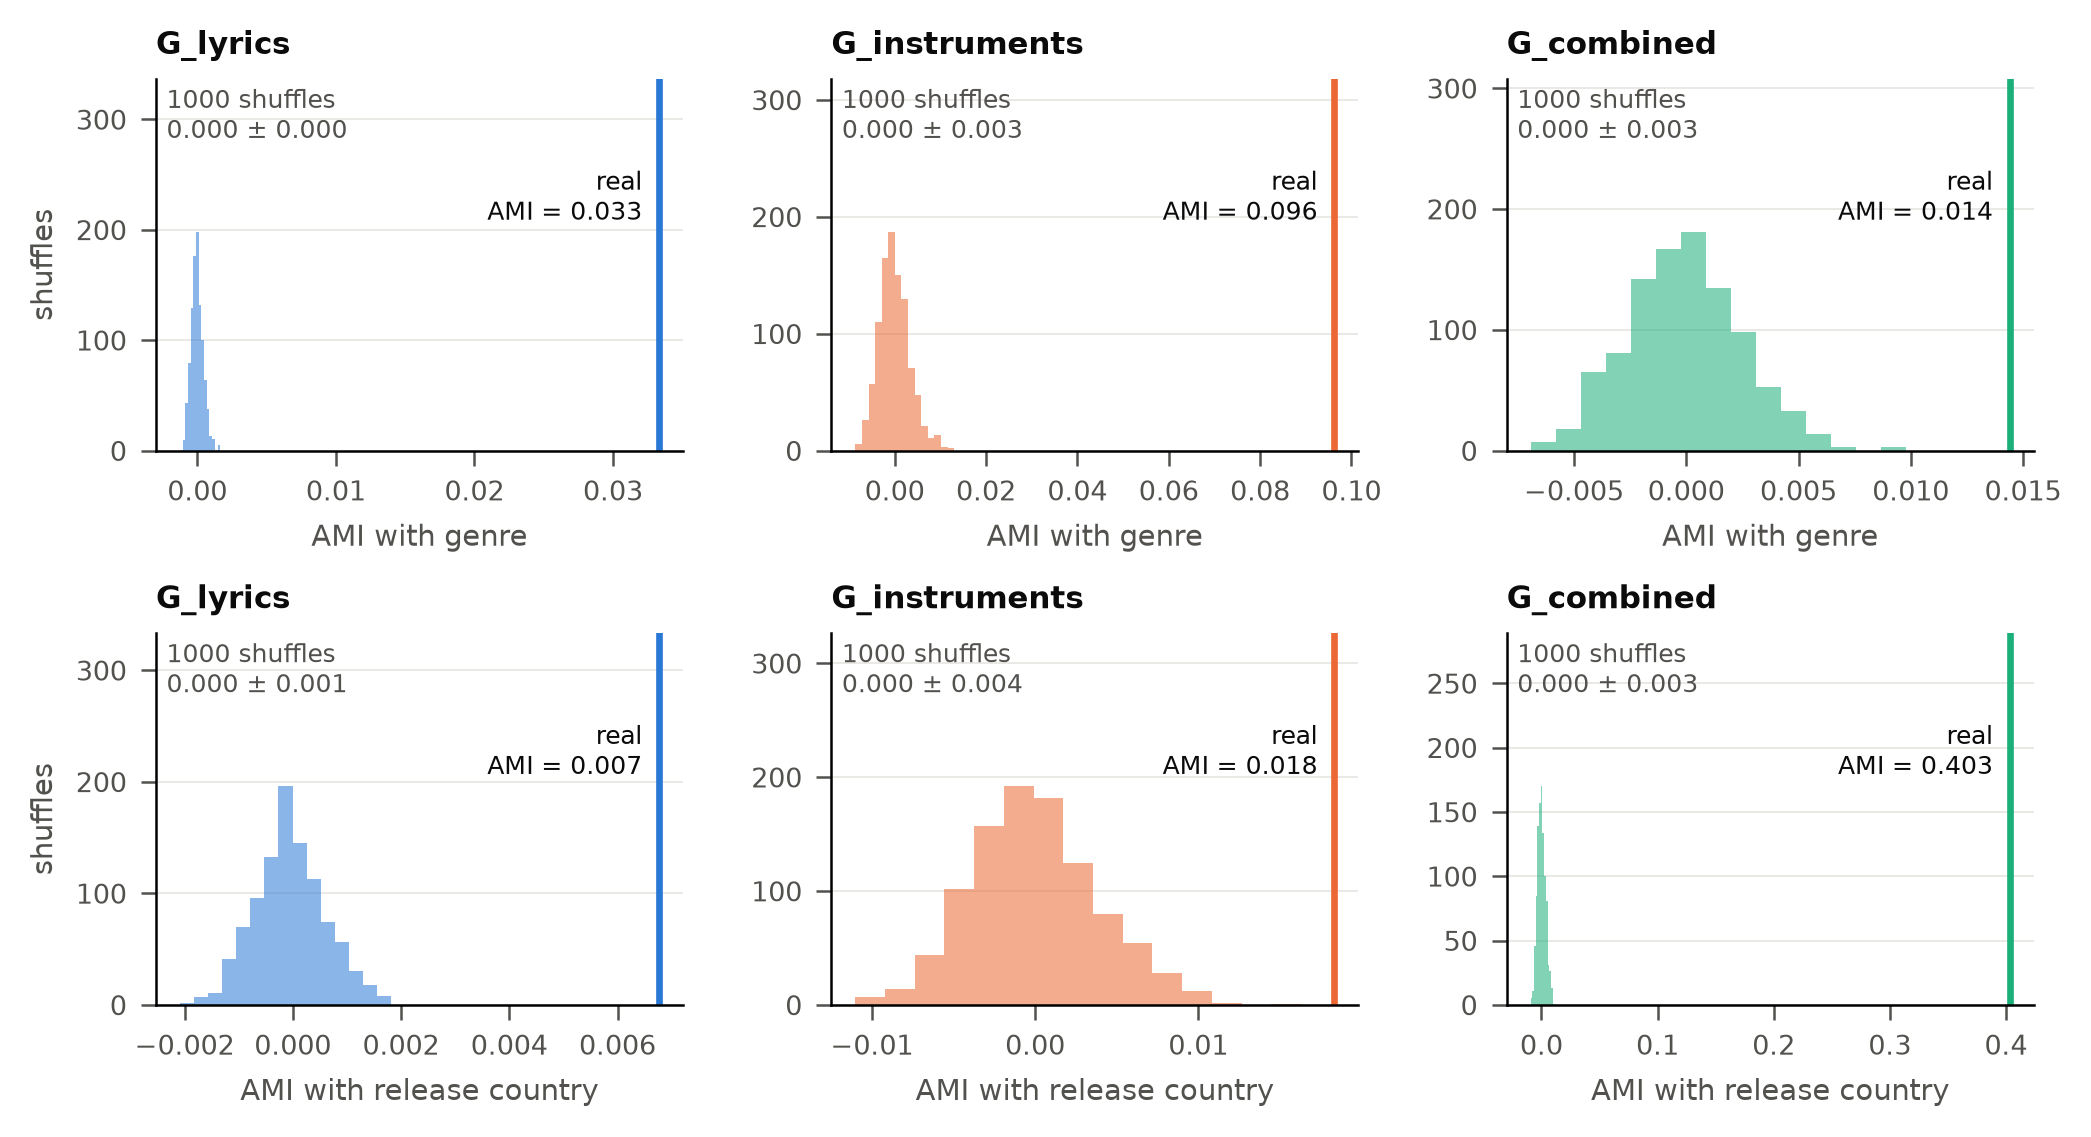 G_lyrics
1000 shuffles
0.000 ± 0.000
real
AMI = 0.033
shuffles
300
200
100
0
0.00 0.01 0.02 0.03
AMI with genre
G_instruments
1000 shuffles
0.000 ± 0.003
real
AMI = 0.096
300
200
100
0
0.00 0.02 0.04 0.06 0.08 0.10
AMI with genre
G_combined
1000 shuffles
0.000 ± 0.003
real
AMI = 0.014
300
200
100
0
−0.005 0.000 0.005 0.010 0.015
AMI with genre
G_lyrics
1000 shuffles
0.000 ± 0.001
real
AMI = 0.007
shuffles
300
200
100
0
−0.002 0.000 0.002 0.004 0.006
AMI with release country
G_instruments
1000 shuffles
0.000 ± 0.004
real
AMI = 0.018
300
200
100
0
−0.01 0.00 0.01
AMI with release country
G_combined
1000 shuffles
0.000 ± 0.003
real
AMI = 0.403
250
200
150
100
50
0
0.0 0.1 0.2 0.3 0.4
AMI with release country